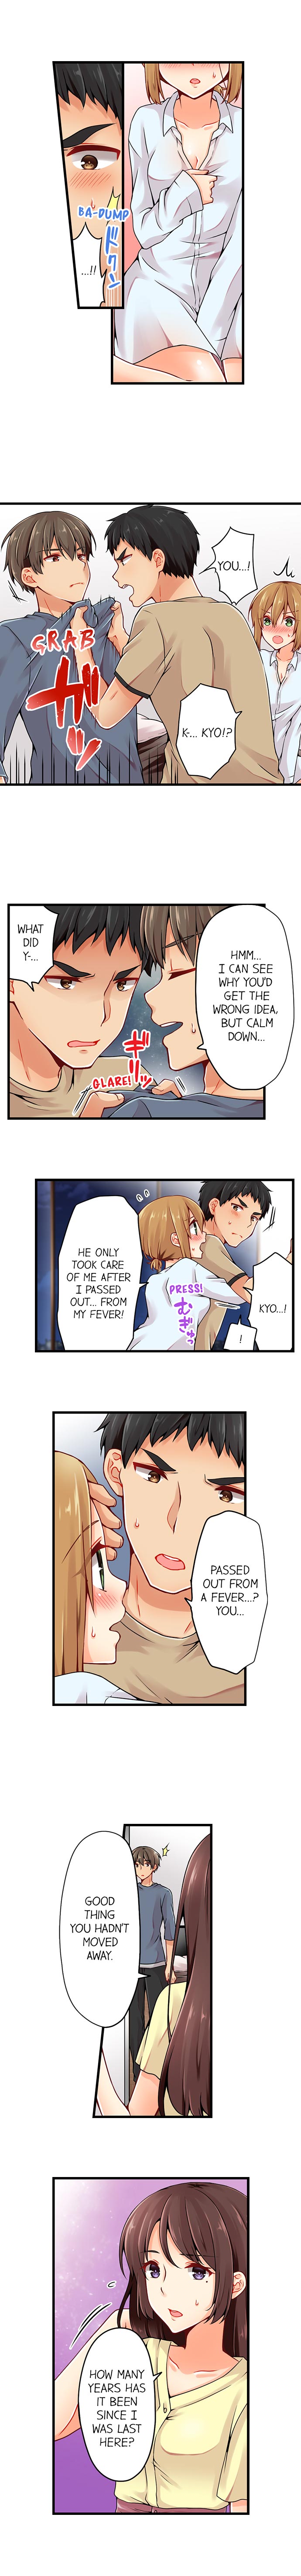 BA-DUMP
ドクン
...!!
YOU...!
GRAB
ガッ
K-... KYO!?
WHAT
DID
Y-...
HMM...
I CAN SEE
WHY YOU'D
GET THE
WRONG IDEA,
BUT CALM
DOWN...
GLARE!
ギリッ
HE ONLY
TOOK CARE
OF ME AFTER
I PASSED
OUT... FROM
MY FEVER!
PRESS!
むぎゅっ
KYO...!
!
PASSED
OUT FROM
A FEVER...?
YOU...
GOOD
THING
YOU HADN'T
MOVED
AWAY.
HOW MANY
YEARS HAS
IT BEEN
SINCE I
WAS LAST
HERE?